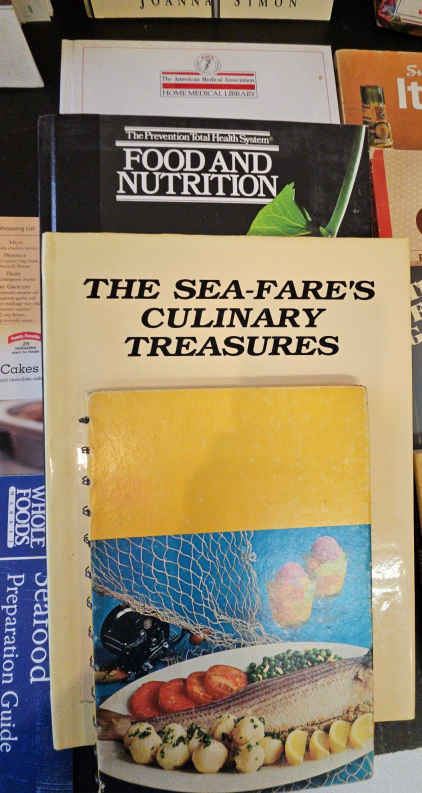 JOANNA SIMON
The American Medical Association
HOME MEDICAL LIBRARY
The Prevention Total Health System®
FOOD AND
NUTRITION
THE SEA-FARE'S
CULINARY
TREASURES
Cakes
WHOLE
FOODS
MARKET
Seafood
Preparation Guide